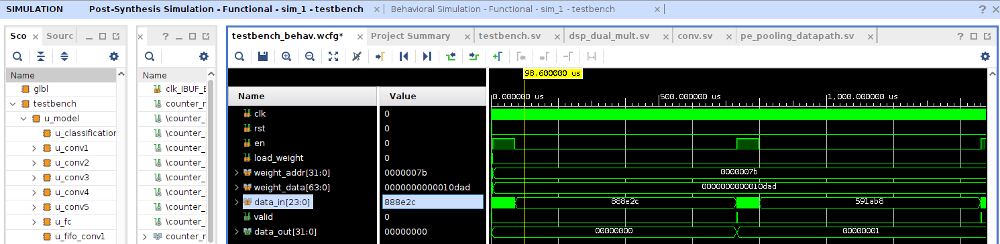 SIMULATION Post-Synthesis Simulation - Functional - sim_1 - testbench × Behavioral Simulation - Functional - sim_1 - testbench × ? ×
Sco × Sourc × ? testbench_behav.wcfg* × Project Summary × testbench.sv × dsp_dual_mult.sv × conv.sv × pe_pooling_datapath.sv × ?
98.600000 us
Name
glbl
testbench
u_model
u_classification
u_conv1
u_conv2
u_conv3
u_conv4
u_conv5
u_fc
u_fifo_conv1
Name
clk_IBUF_B
counter_r
\counter_
\counter_
\counter_
\counter_
\counter_
\counter_
\counter_
\counter_
counter_r
Name Value
clk 0
rst 0
en 0
load_weight 0
weight_addr[31:0] 0000007b
weight_data[63:0] 0000000000010dad
data_in[23:0] 888e2c
valid 0
data_out[31:0] 00000000
0.000000 us 500.000000 us 1,000.000000 us
0000007b
0000000000010dad
888e2c 591ab8
00000000 00000001